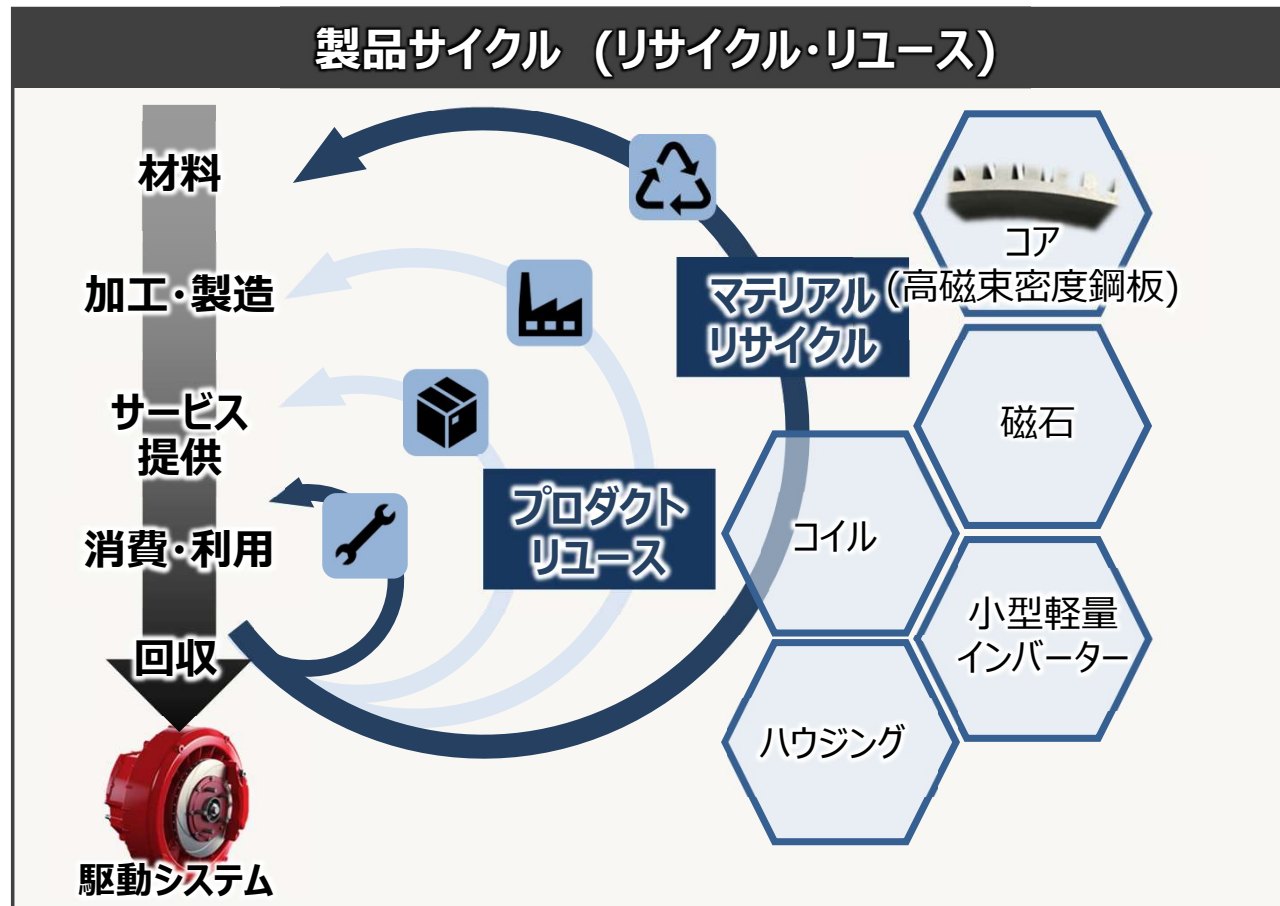 製品サイクル (リサイクル・リユース)
材料
加工・製造
サービス
提供
消費・利用
回収
駆動システム
マテリアル
リサイクル
プロダクト
リユース
コア
(高磁束密度鋼板)
磁石
コイル
小型軽量
インバーター
ハウジング